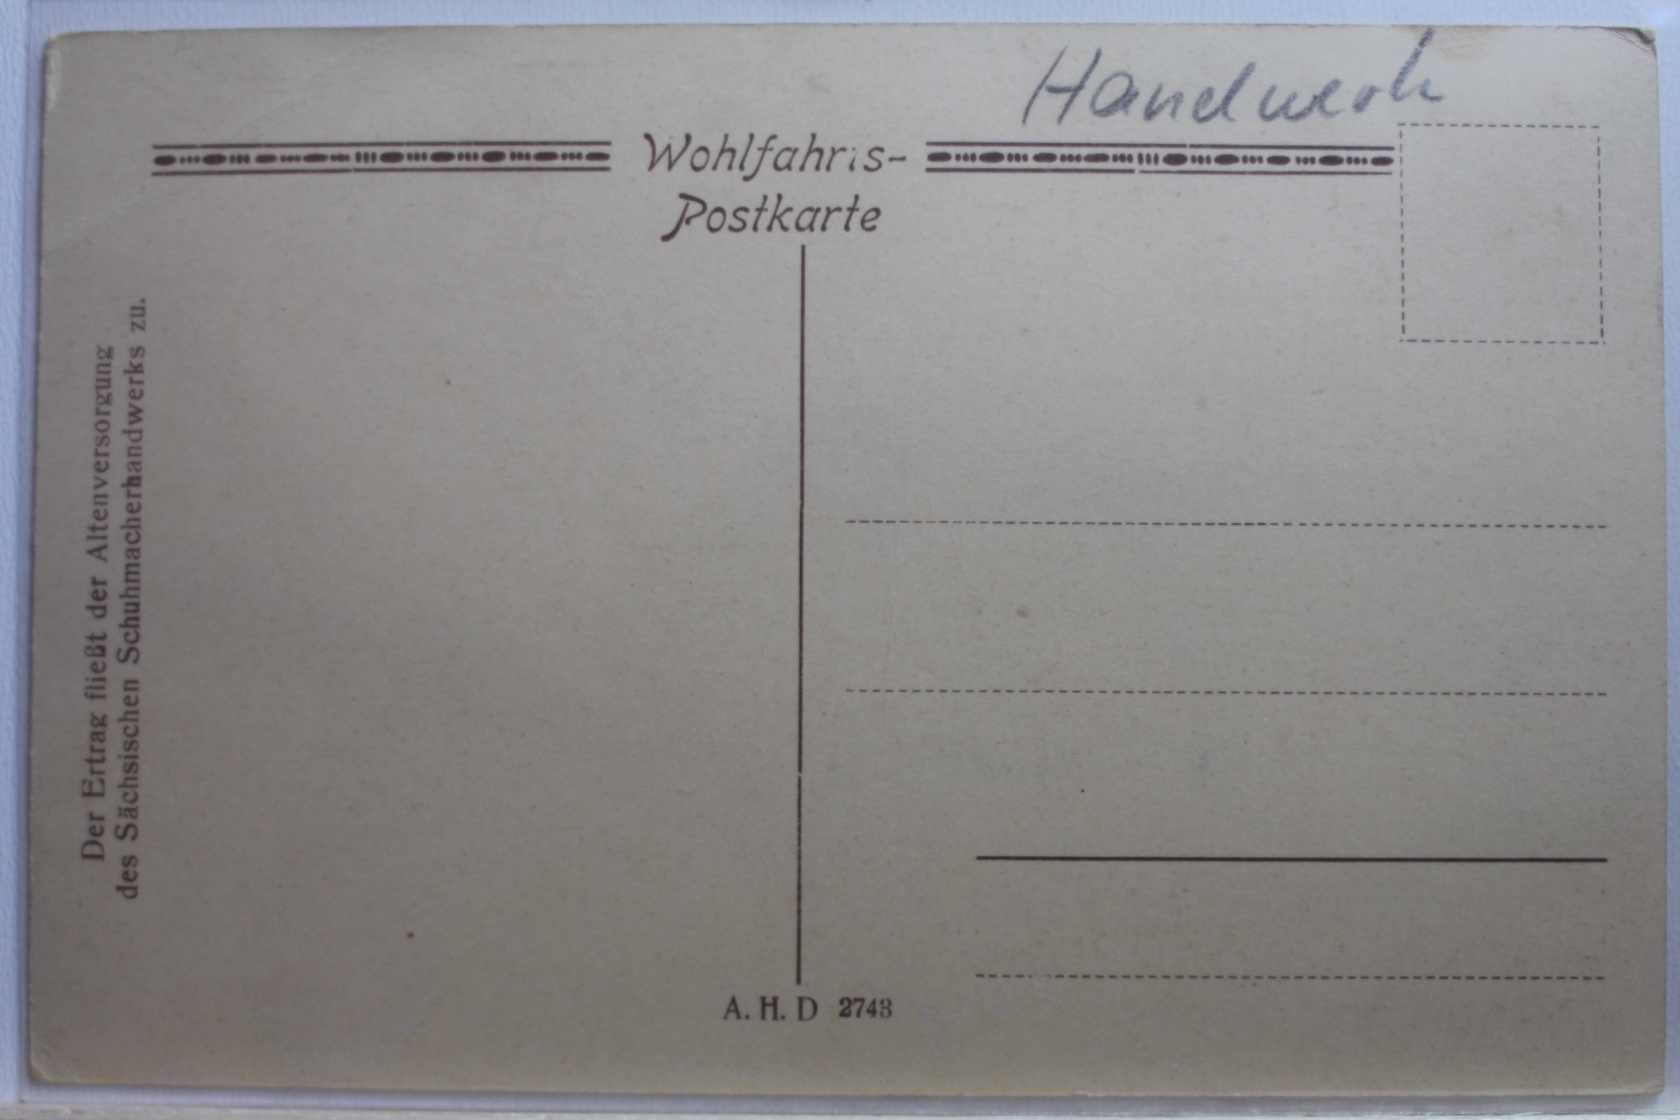 Handwerk
Wohlfahrts-
Postkarte
Der Ertrag fließt der Altenversorgung
des Sächsischen Schuhmacherhandwerks zu.
A. H. D 2743